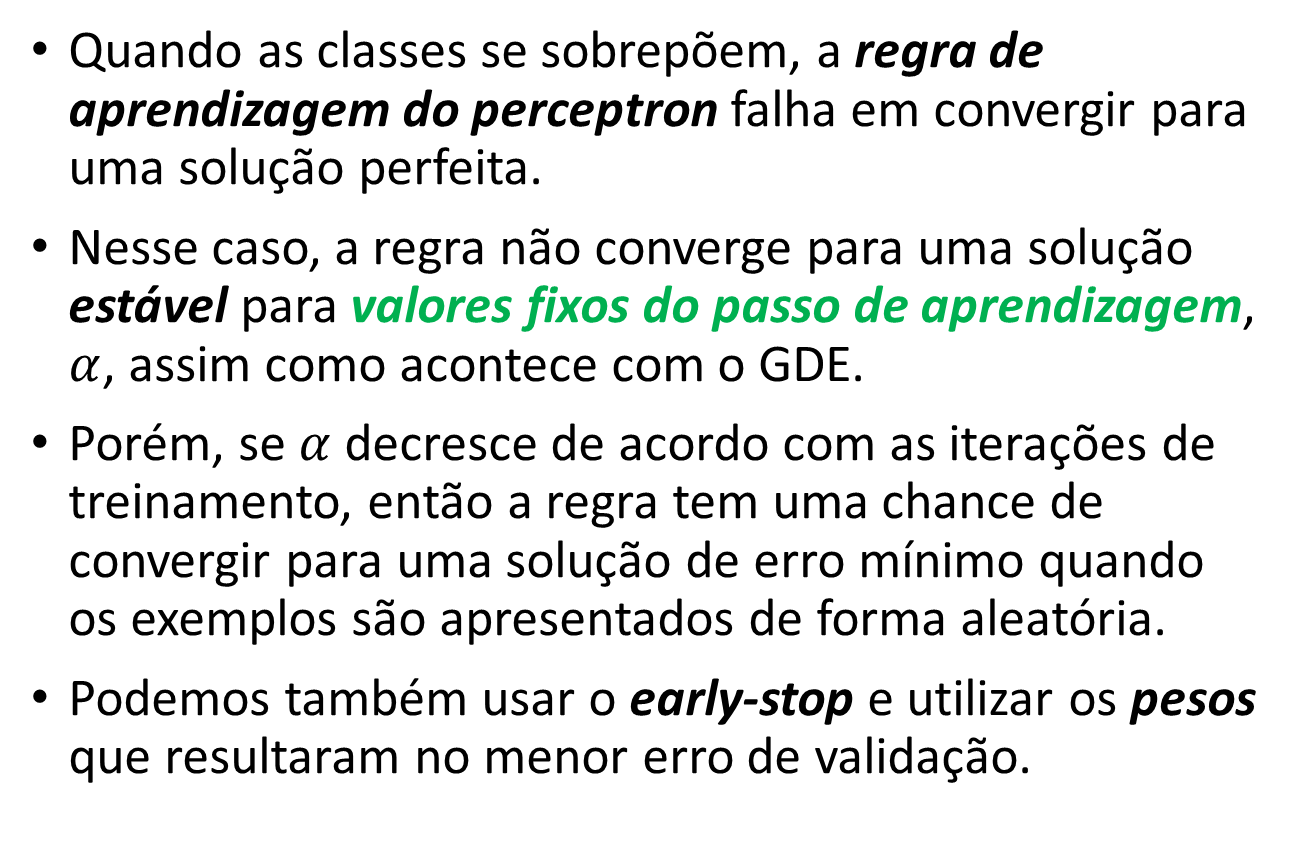 • Quando as classes se sobrepõem, a regra de
aprendizagem do perceptron falha em convergir para
uma solução perfeita.
• Nesse caso, a regra não converge para uma solução
estável para valores fixos do passo de aprendizagem,
α, assim como acontece com o GDE.
• Porém, se α decresce de acordo com as iterações de
treinamento, então a regra tem uma chance de
convergir para uma solução de erro mínimo quando
os exemplos são apresentados de forma aleatória.
• Podemos também usar o early-stop e utilizar os pesos
que resultaram no menor erro de validação.